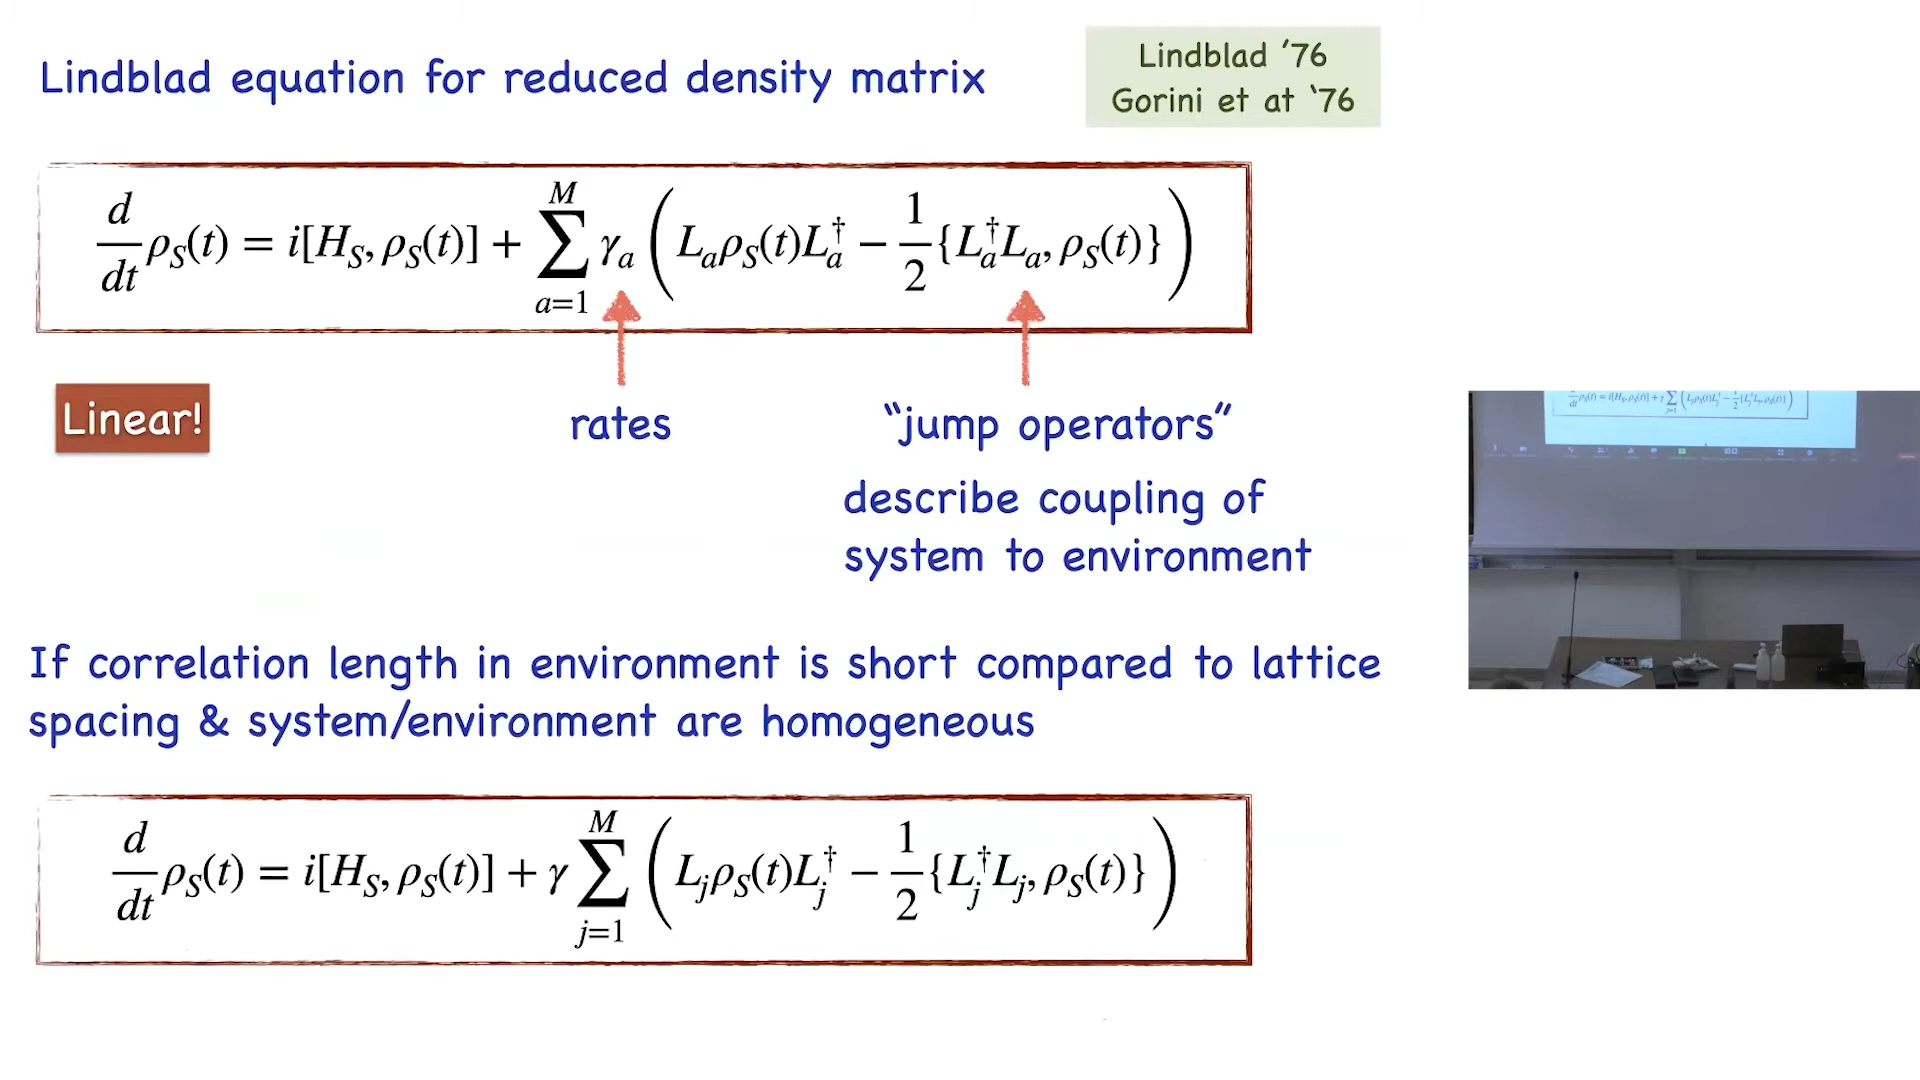 Lindblad equation for reduced density matrix
Lindblad ’76
Gorini et at ‘76
d/dt ρ_S(t) = i[H_S, ρ_S(t)] + ∑_{a=1}^{M} γ_a ( L_a ρ_S(t) L_a^† − 1/2 {L_a^† L_a, ρ_S(t)} )
Linear!
rates
“jump operators”
describe coupling of
system to environment
If correlation length in environment is short compared to lattice
spacing & system/environment are homogeneous
d/dt ρ_S(t) = i[H_S, ρ_S(t)] + γ ∑_{j=1}^{M} ( L_j ρ_S(t) L_j^† − 1/2 {L_j^† L_j, ρ_S(t)} )